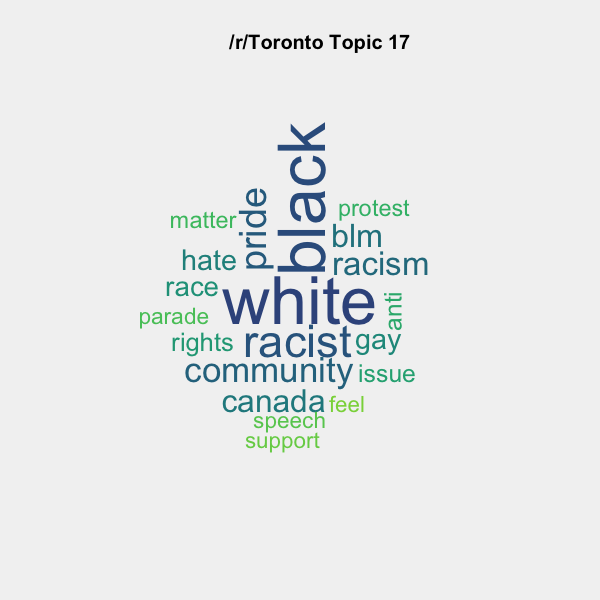 /r/Toronto Topic 17
black
pride
matter
protest
blm
hate
racism
race
white
anti
parade
rights
racist
gay
community
issue
canada
feel
speech
support